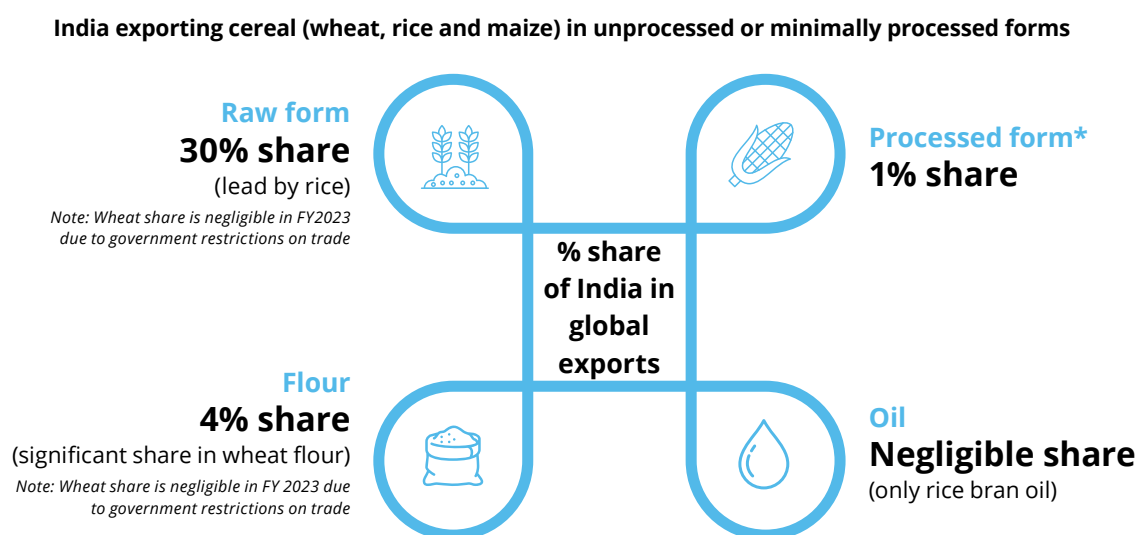 India exporting cereal (wheat, rice and maize) in unprocessed or minimally processed forms
Raw form
30% share
(lead by rice)
Note: Wheat share is negligible in FY2023
due to government restrictions on trade
Processed form*
1% share
% share
of India in
global
exports
Flour
4% share
(significant share in wheat flour)
Note: Wheat share is negligible in FY 2023 due
to government restrictions on trade
Oil
Negligible share
(only rice bran oil)